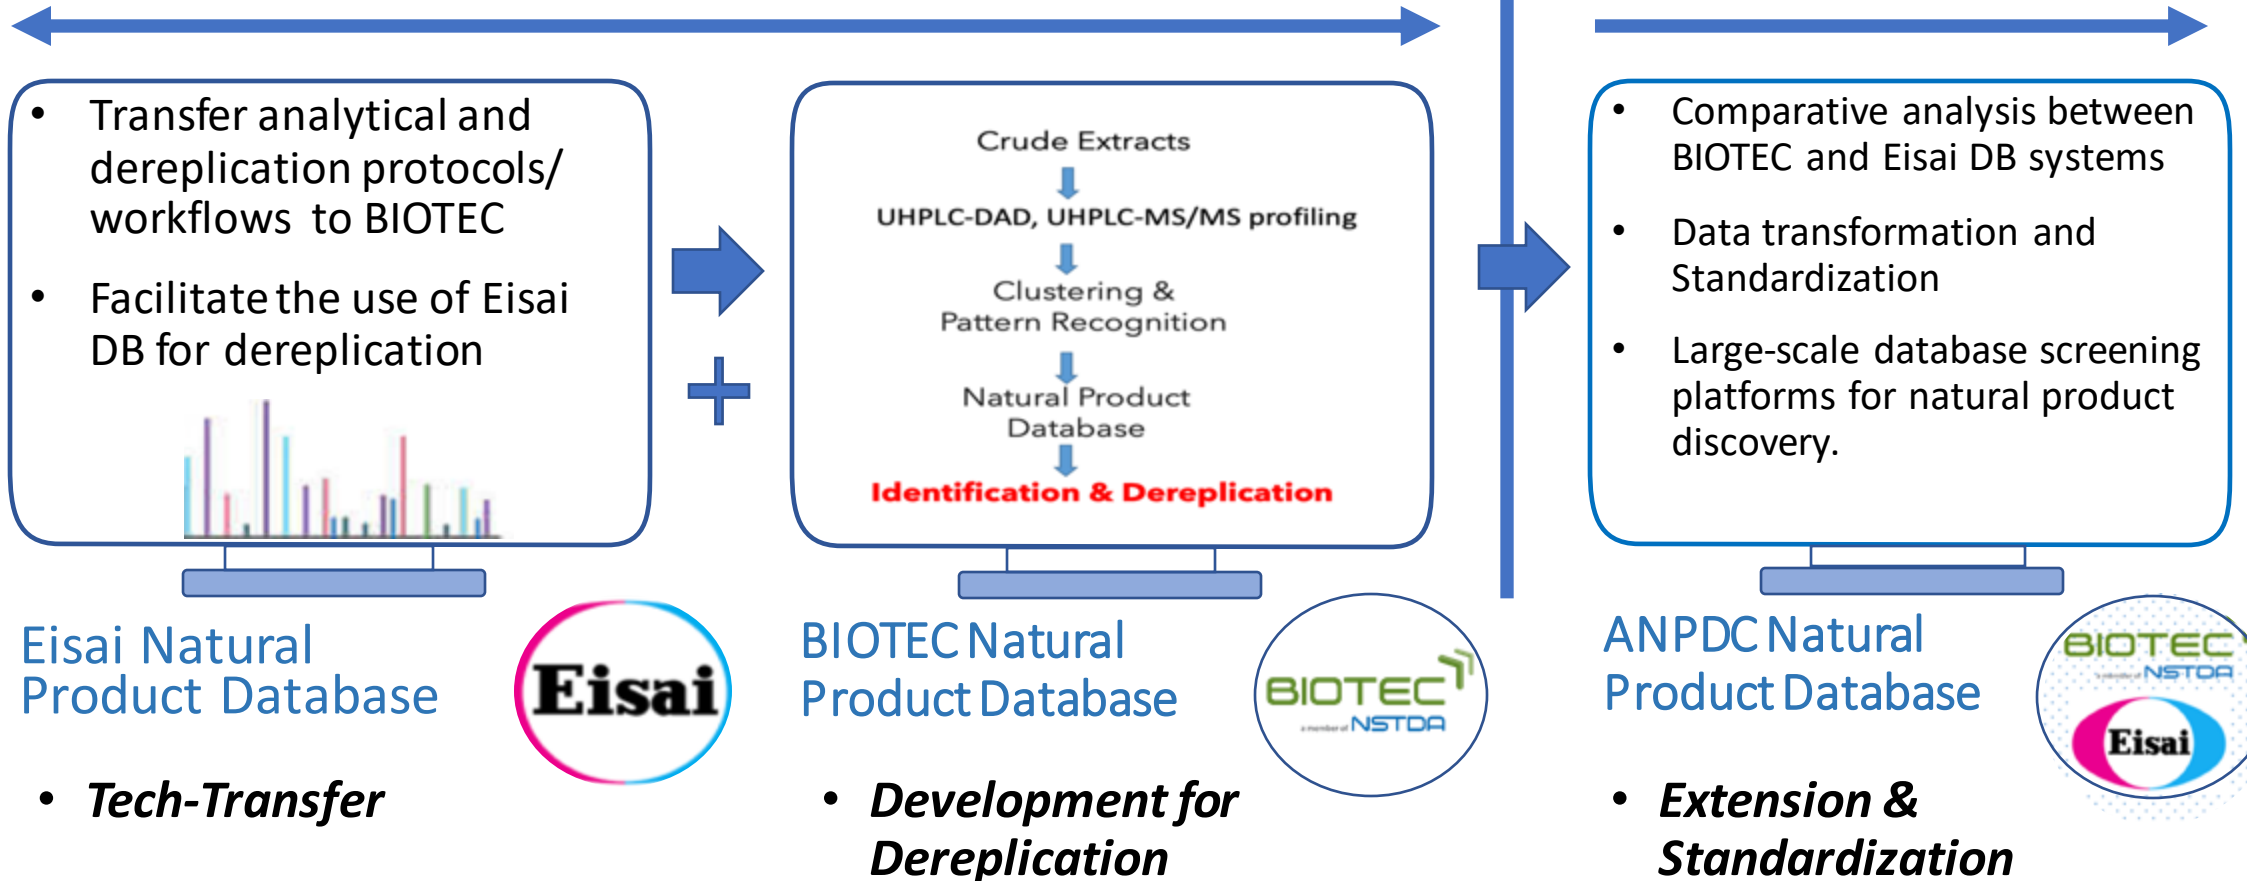 • Transfer analytical and
dereplication protocols/
workflows to BIOTEC
• Facilitate the use of Eisai
DB for dereplication
Crude Extracts
UHPLC-DAD, UHPLC-MS/MS profiling
Clustering &
Pattern Recognition
Natural Product
Database
Identification & Dereplication
• Comparative analysis between
BIOTEC and Eisai DB systems
• Data transformation and
Standardization
• Large-scale database screening
platforms for natural product
discovery.
Eisai Natural
Product Database
Eisai
• Tech-Transfer
BIOTEC Natural
Product Database
BIOTEC
a member of NSTDA
• Development for
Dereplication
ANPDC Natural
Product Database
BIOTEC
a member of NSTDA
Eisai
• Extension &
Standardization